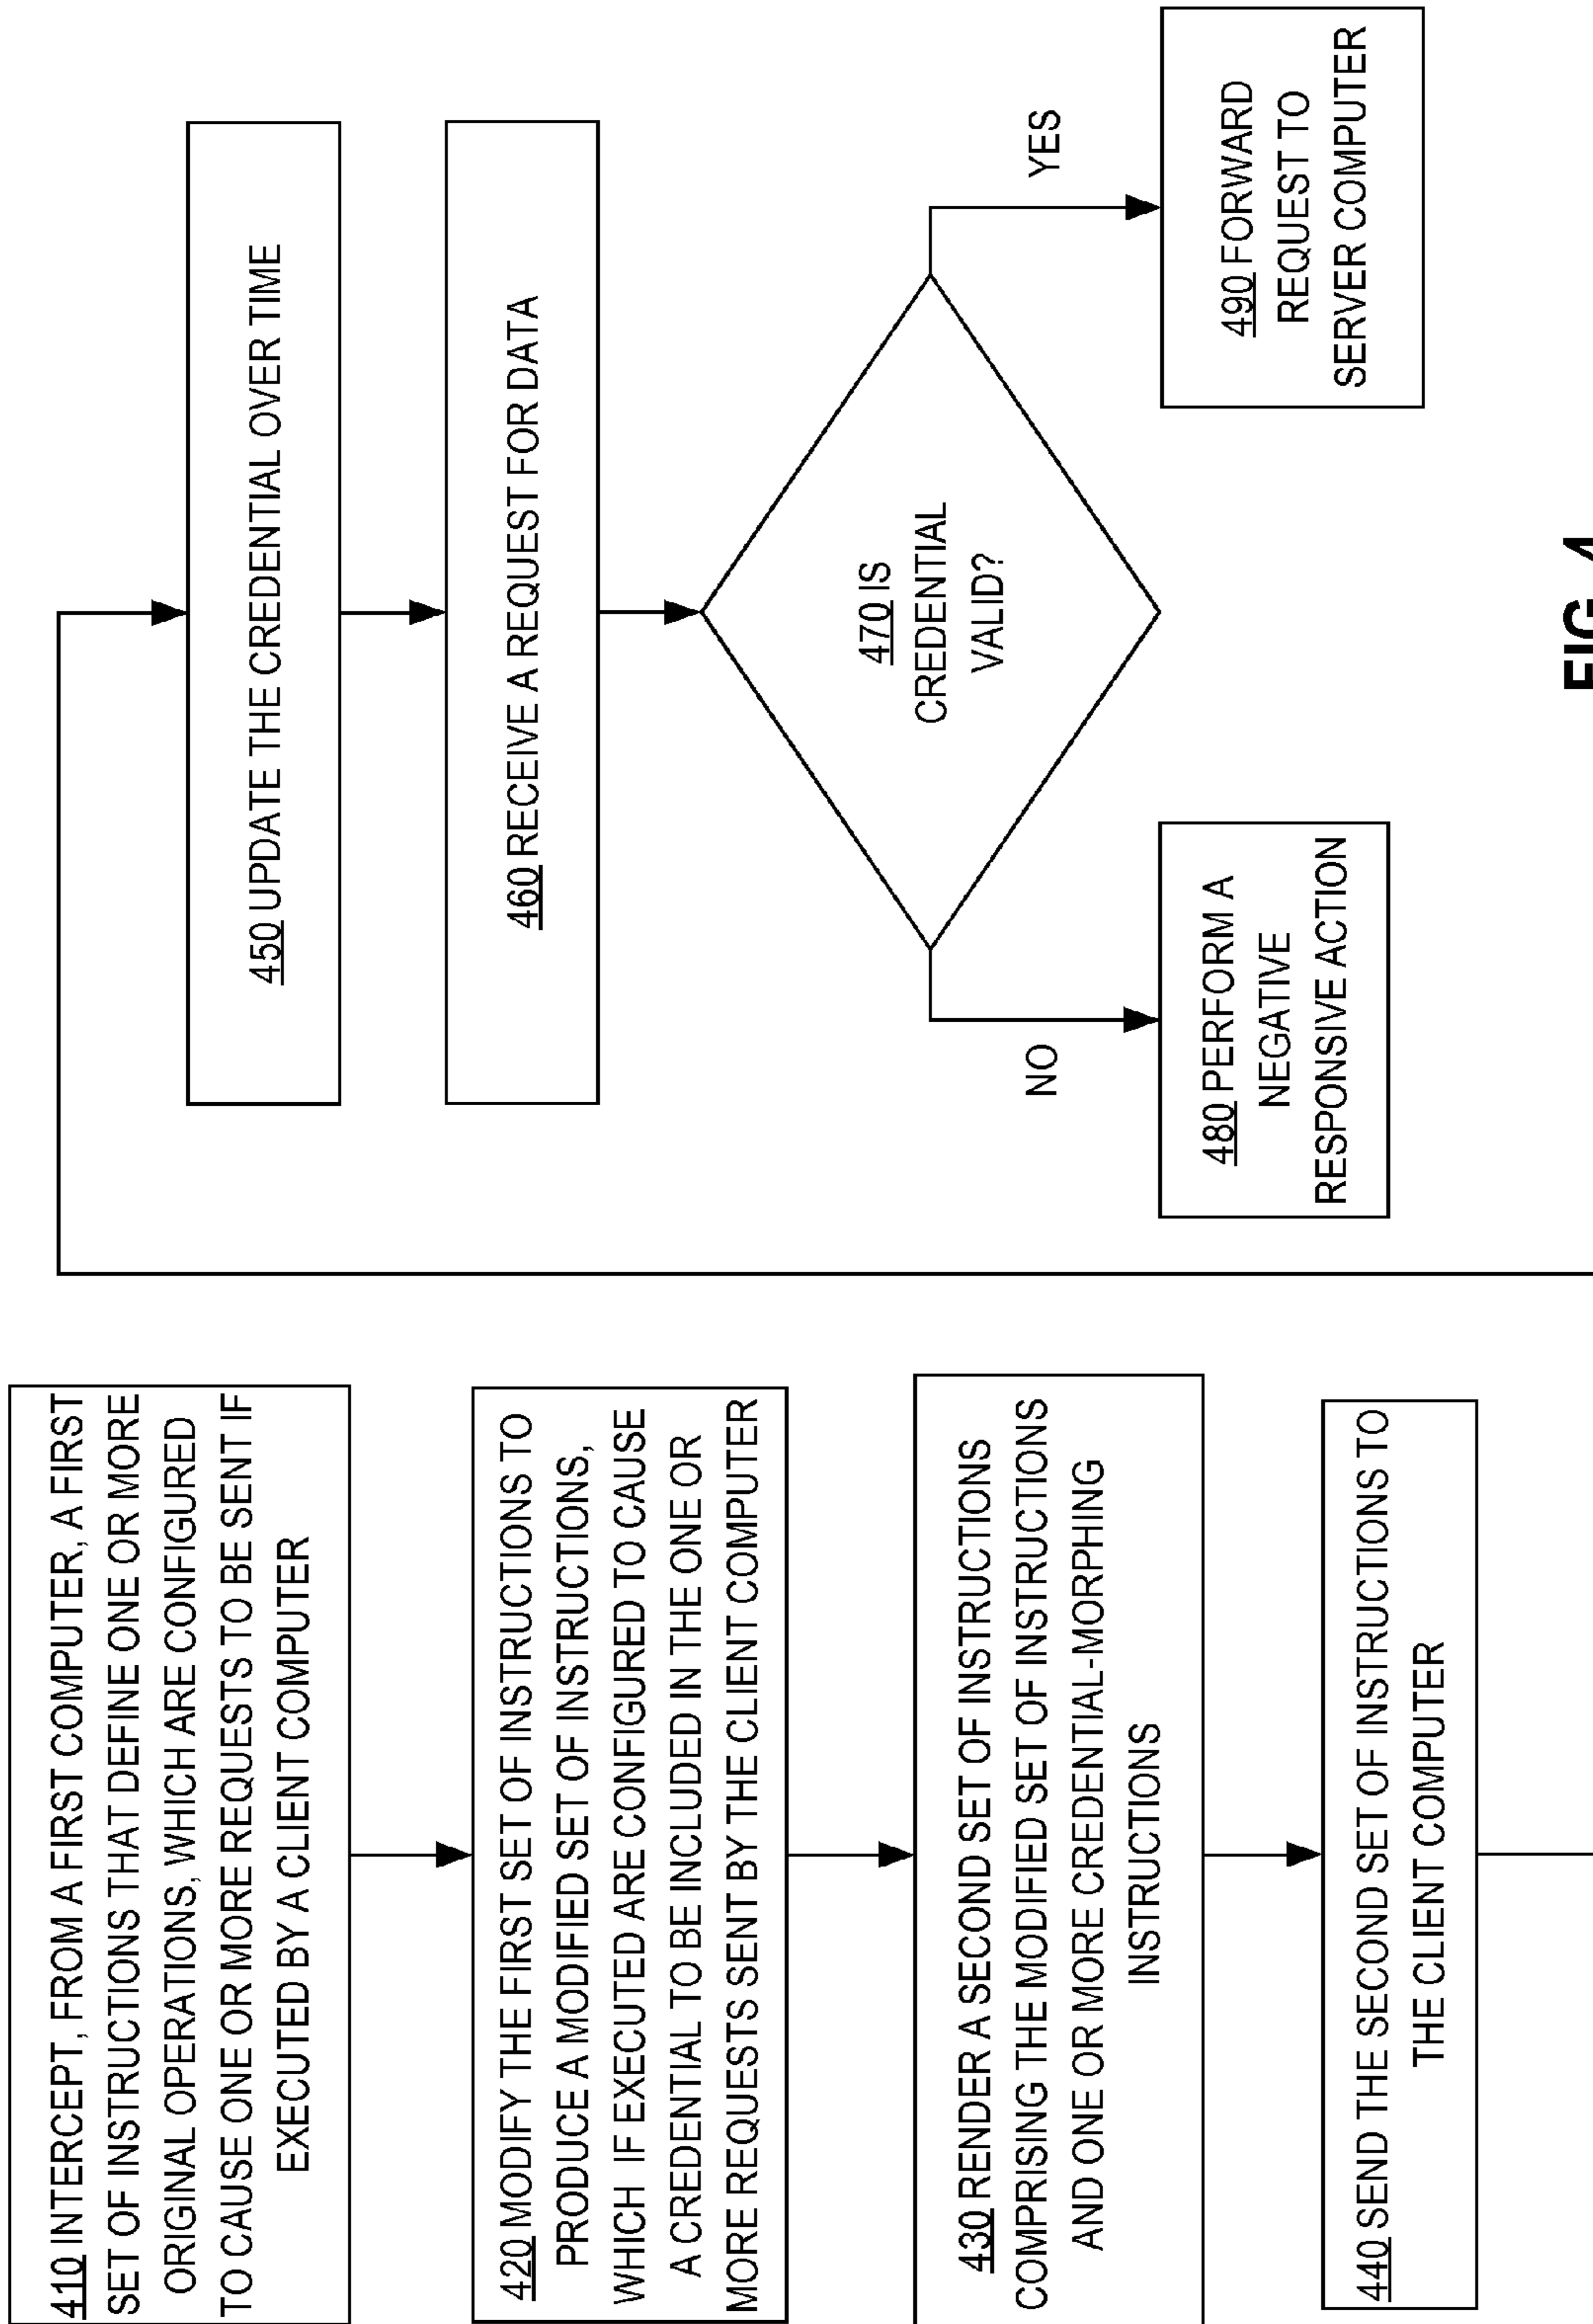 410 INTERCEPT, FROM A FIRST COMPUTER, A FIRST
SET OF INSTRUCTIONS THAT DEFINE ONE OR MORE
ORIGINAL OPERATIONS, WHICH ARE CONFIGURED
TO CAUSE ONE OR MORE REQUESTS TO BE SENT IF
EXECUTED BY A CLIENT COMPUTER
420 MODIFY THE FIRST SET OF INSTRUCTIONS TO
PRODUCE A MODIFIED SET OF INSTRUCTIONS,
WHICH IF EXECUTED ARE CONFIGURED TO CAUSE
A CREDENTIAL TO BE INCLUDED IN THE ONE OR
MORE REQUESTS SENT BY THE CLIENT COMPUTER
430 RENDER A SECOND SET OF INSTRUCTIONS
COMPRISING THE MODIFIED SET OF INSTRUCTIONS
AND ONE OR MORE CREDENTIAL-MORPHING
INSTRUCTIONS
440 SEND THE SECOND SET OF INSTRUCTIONS TO
THE CLIENT COMPUTER
450 UPDATE THE CREDENTIAL OVER TIME
460 RECEIVE A REQUEST FOR DATA
470 IS
CREDENTIAL
VALID?
NO
YES
480 PERFORM A
NEGATIVE
RESPONSIVE ACTION
490 FORWARD
REQUEST TO
SERVER COMPUTER
FIG. 4